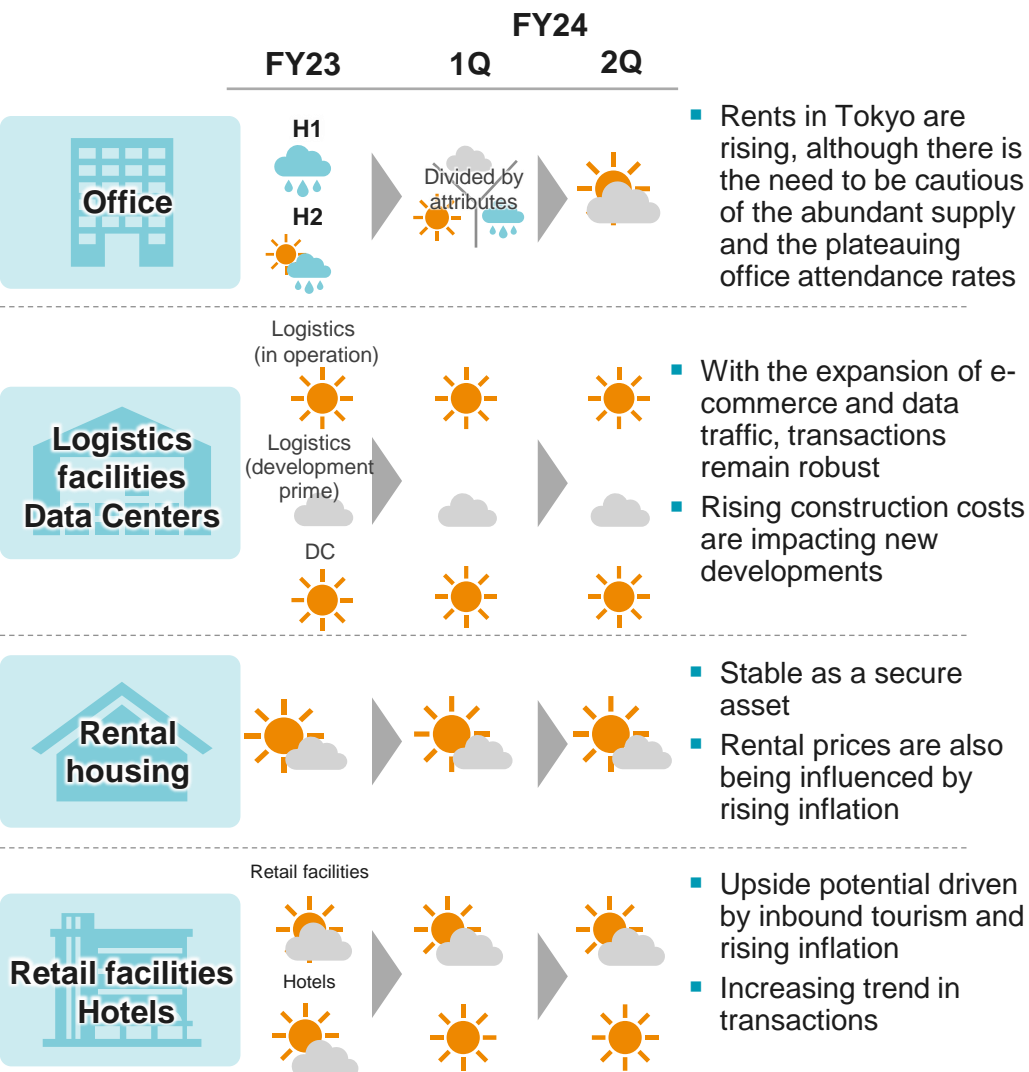 FY24
FY23
1Q
2Q
Office
H1
H2
Divided by
attributes
Rents in Tokyo are
rising, although there is
the need to be cautious
of the abundant supply
and the plateauing
office attendance rates
Logistics
facilities
Data Centers
Logistics
(in operation)
Logistics
(development
prime)
DC
With the expansion of e-
commerce and data
traffic, transactions
remain robust
Rising construction costs
are impacting new
developments
Rental
housing
Stable as a secure
asset
Rental prices are also
being influenced by
rising inflation
Retail facilities
Hotels
Retail facilities
Hotels
Upside potential driven
by inbound tourism and
rising inflation
Increasing trend in
transactions